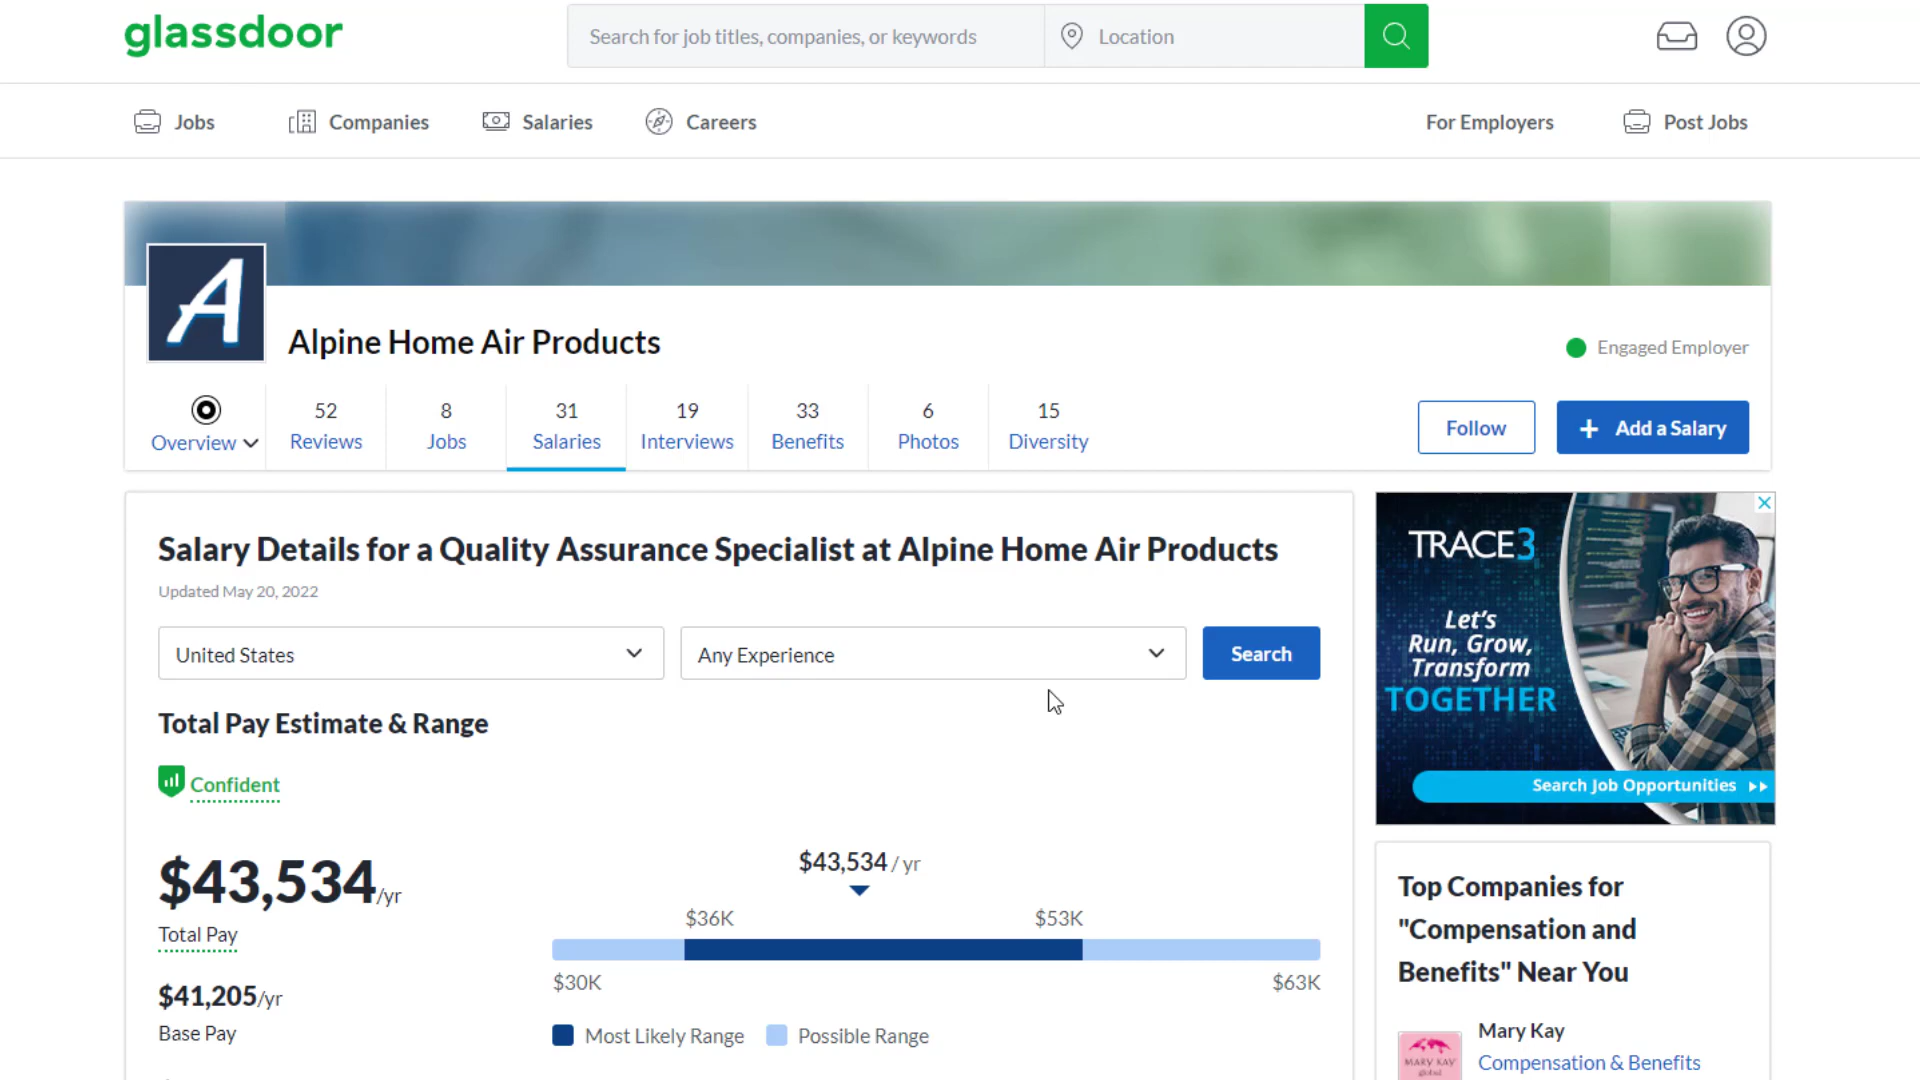 glassdoor
Search for job titles, companies, or keywords
Location
Jobs
Companies
Salaries
Careers
For Employers
Post Jobs
A
Alpine Home Air Products
Engaged Employer
Overview
52
Reviews
8
Jobs
31
Salaries
19
Interviews
33
Benefits
6
Photos
15
Diversity
Follow
+ Add a Salary
Salary Details for a Quality Assurance Specialist at Alpine Home Air Products
Updated May 20, 2022
United States
Any Experience
Search
Total Pay Estimate & Range
Confident
$43,534/yr
Total Pay
$41,205/yr
Base Pay
$43,534 / yr
$36K
$53K
$30K
$63K
Most Likely Range
Possible Range
TRACE3
Let's
Run, Grow,
Transform
TOGETHER
Search Job Opportunities
Top Companies for
"Compensation and
Benefits" Near You
MARY KAY
global
Mary Kay
Compensation & Benefits